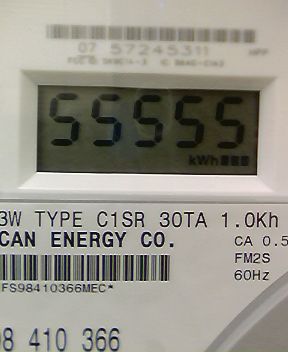 07 57245311
55555
kWh
3W TYPE C1SR 30TA 1.0Kh
CAN ENERGY CO.
CA 0.5
FM2S
60Hz
FS98410366MEC*
98 410 366